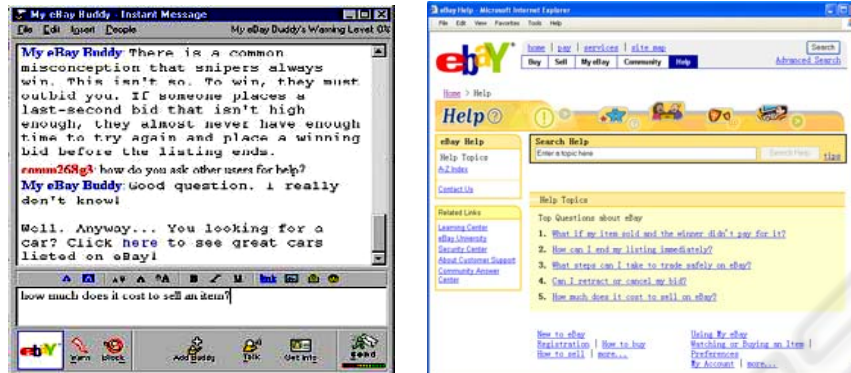 My eBay Buddy - Instant Message
File Edit Insert People My eBay Buddy's Warning Level: 0%
My eBay Buddy: There is a common
misconception that snipers always
win. This isn't so. To win, they must
outbid you. If someone places a
last-second bid that isn't high
enough, they almost never have enough
time to try again and place a winning
bid before the listing ends.
comm268g3: how do you ask other users for help?
My eBay Buddy: Good question. I really
don't know!
Well. Anyway... You looking for a
car? Click here to see great cars
listed on eBay!
A A A▼ A ^A B I U link
how much does it cost to sell an item?
ebY Warn Block Add Buddy Talk Get Info Send
eBay Help - Microsoft Internet Explorer
File Edit View Favorites Tools Help
ebY
home | pay | services | site map
Search
Buy Sell My eBay Community Help
Advanced Search
Home > Help
Help
eBay Help
Help Topics
A-Z Index
Contact Us
Related Links
Learning Center
eBay University
Security Center
About Customer Support
Community Answer
Center
Search Help
Enter a topic here
Search Help tips
Help Topics
Top Questions about eBay
1. What if my item sold and the winner didn't pay for it?
2. How can I end my listing immediately?
3. What steps can I take to trade safely on eBay?
4. Can I retract or cancel my bid?
5. How much does it cost to sell on eBay?
New to eBay
Registration | How to buy
How to sell | more...
Using My eBay
Watching or Buying an Item |
Preferences
My Account | more...